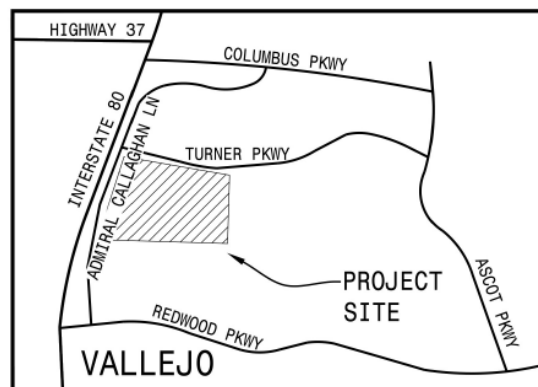 HIGHWAY 37
COLUMBUS PKWY
INTERSTATE 80
ADMIRAL CALLAGHAN LN
TURNER PKWY
PROJECT
SITE
ASCOT PKWY
REDWOOD PKWY
VALLEJO